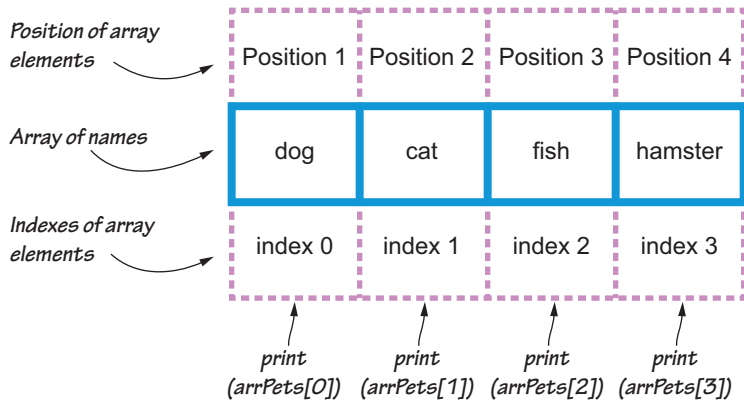 Position of array
elements
Position 1 Position 2 Position 3 Position 4
Array of names
dog cat fish hamster
Indexes of array
elements
index 0 index 1 index 2 index 3
print
(arrPets[0])
print
(arrPets[1])
print
(arrPets[2])
print
(arrPets[3])